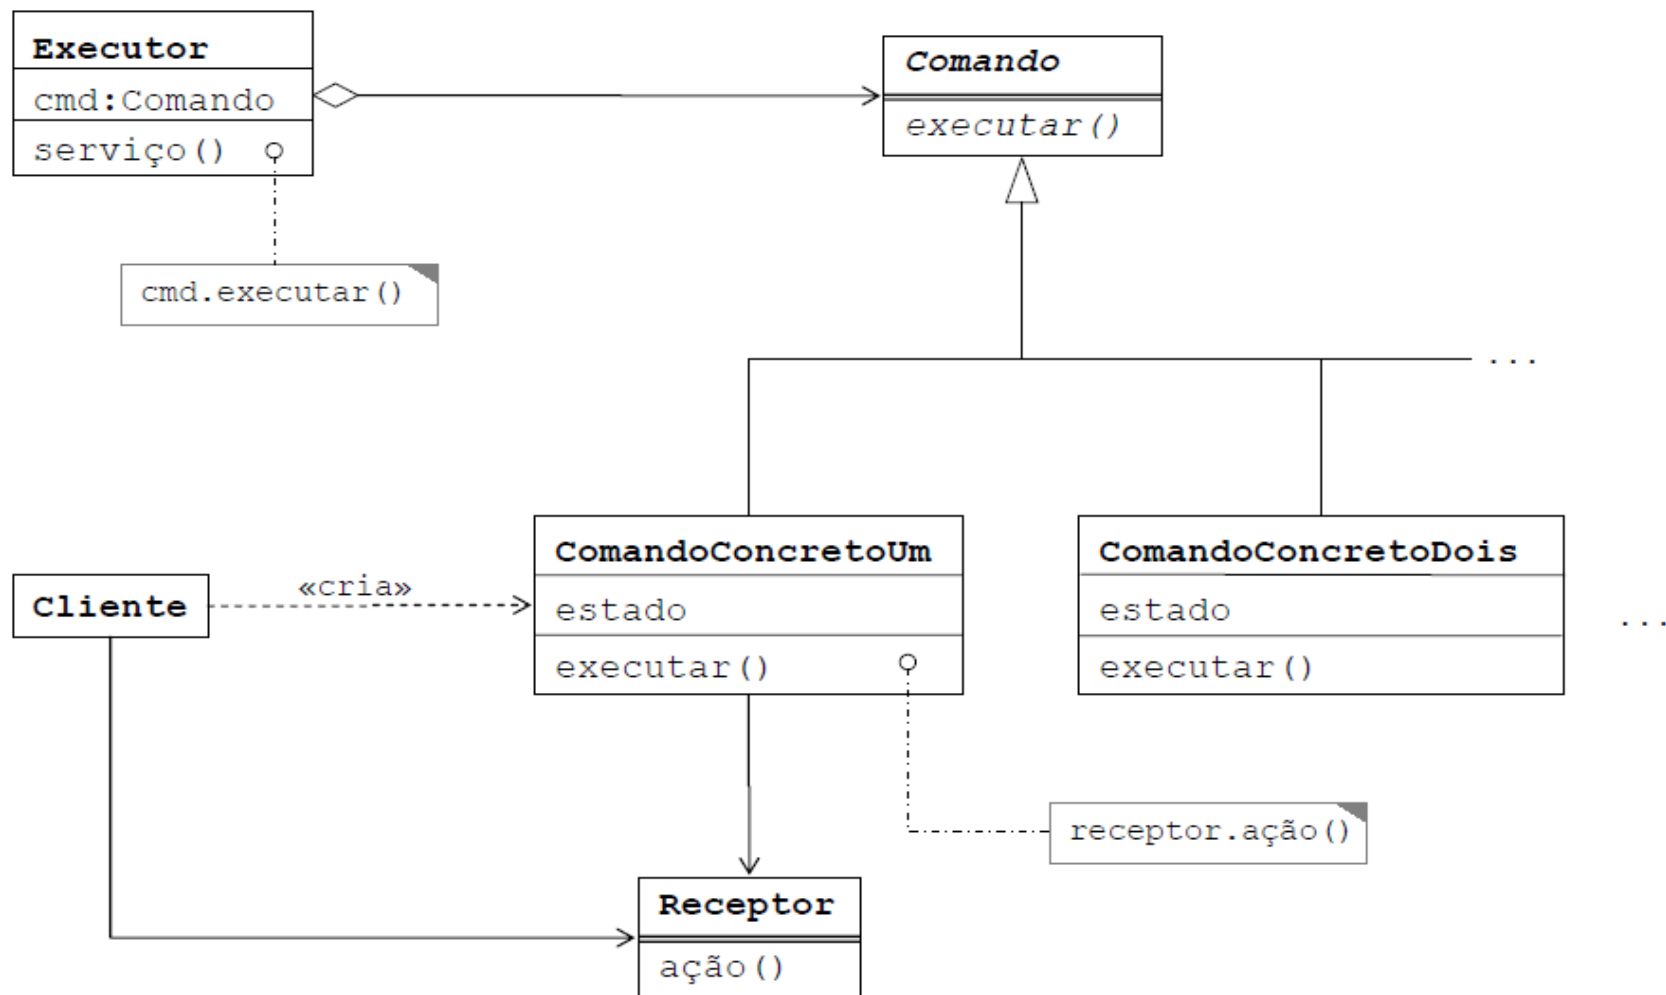 Executor
cmd:Comando
serviço()
cmd.executar()
Comando
executar()
...
ComandoConcretoUm
estado
executar()
ComandoConcretoDois
estado
executar()
...
Cliente
«cria»
receptor.ação()
Receptor
ação()